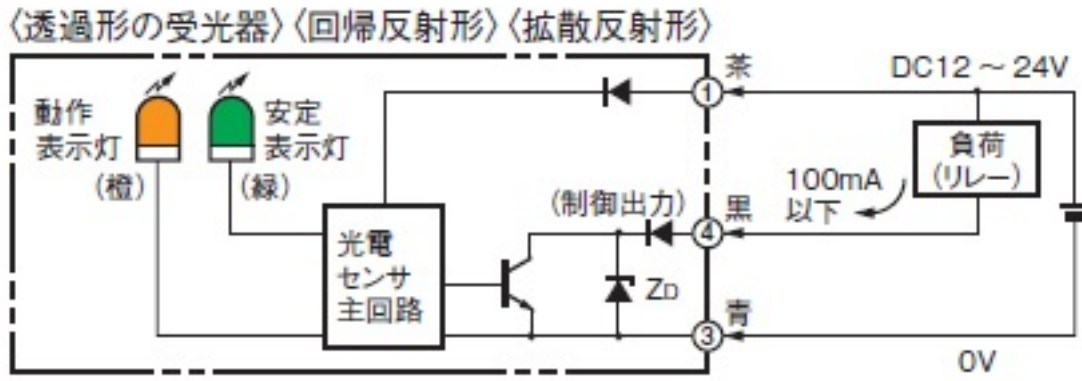 〈透過形の受光器〉〈回帰反射形〉〈拡散反射形〉
動作
表示灯
(橙)
安定
表示灯
(緑)
光電
センサ
主回路
(制御出力)
ZD
①
茶
④
黒
③
青
DC12～24V
100mA
以下
負荷
(リレー)
0V